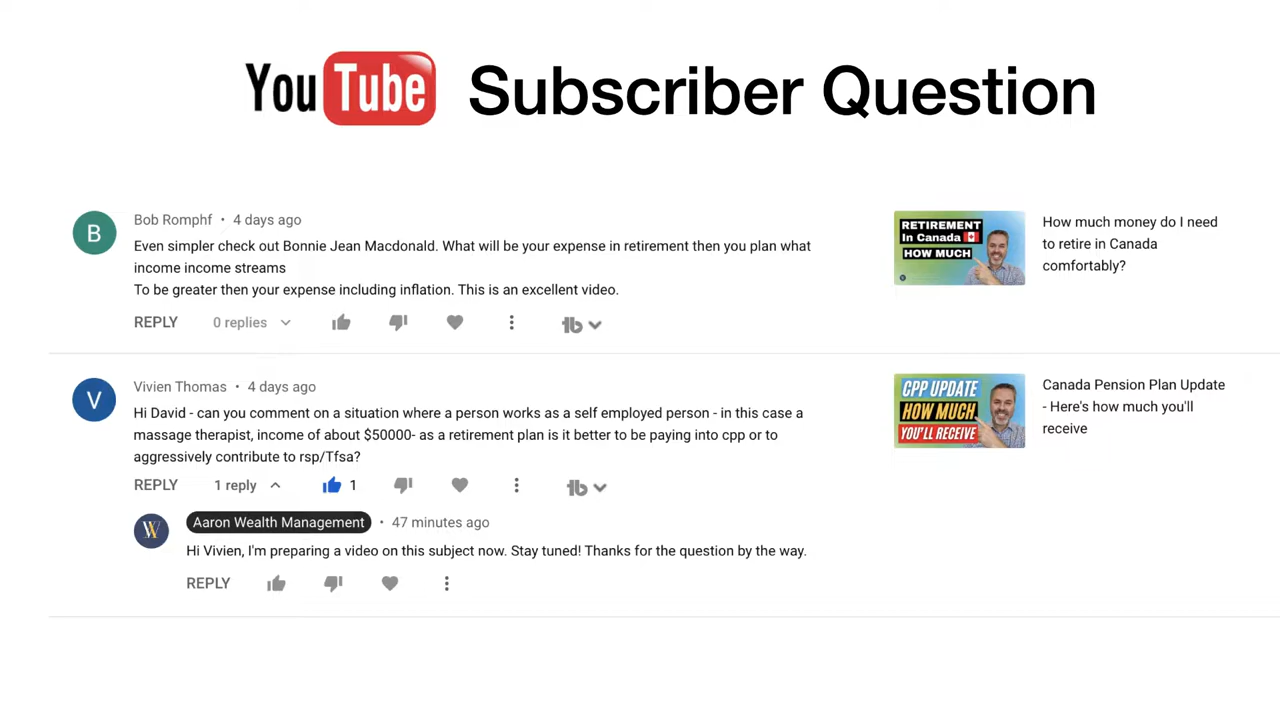 YouTube Subscriber Question
Bob Romphf • 4 days ago
Even simpler check out Bonnie Jean Macdonald. What will be your expense in retirement then you plan what
income income streams
To be greater then your expense including inflation. This is an excellent video.
REPLY 0 replies
RETIREMENT
In Canada
HOW MUCH
How much money do I need
to retire in Canada
comfortably?
Vivien Thomas • 4 days ago
Hi David - can you comment on a situation where a person works as a self employed person - in this case a
massage therapist, income of about $50000- as a retirement plan is it better to be paying into cpp or to
aggressively contribute to rsp/Tfsa?
REPLY 1 reply 1
CPP UPDATE
HOW MUCH
YOU'LL RECEIVE
Canada Pension Plan Update
- Here's how much you'll
receive
Aaron Wealth Management • 47 minutes ago
Hi Vivien, I'm preparing a video on this subject now. Stay tuned! Thanks for the question by the way.
REPLY